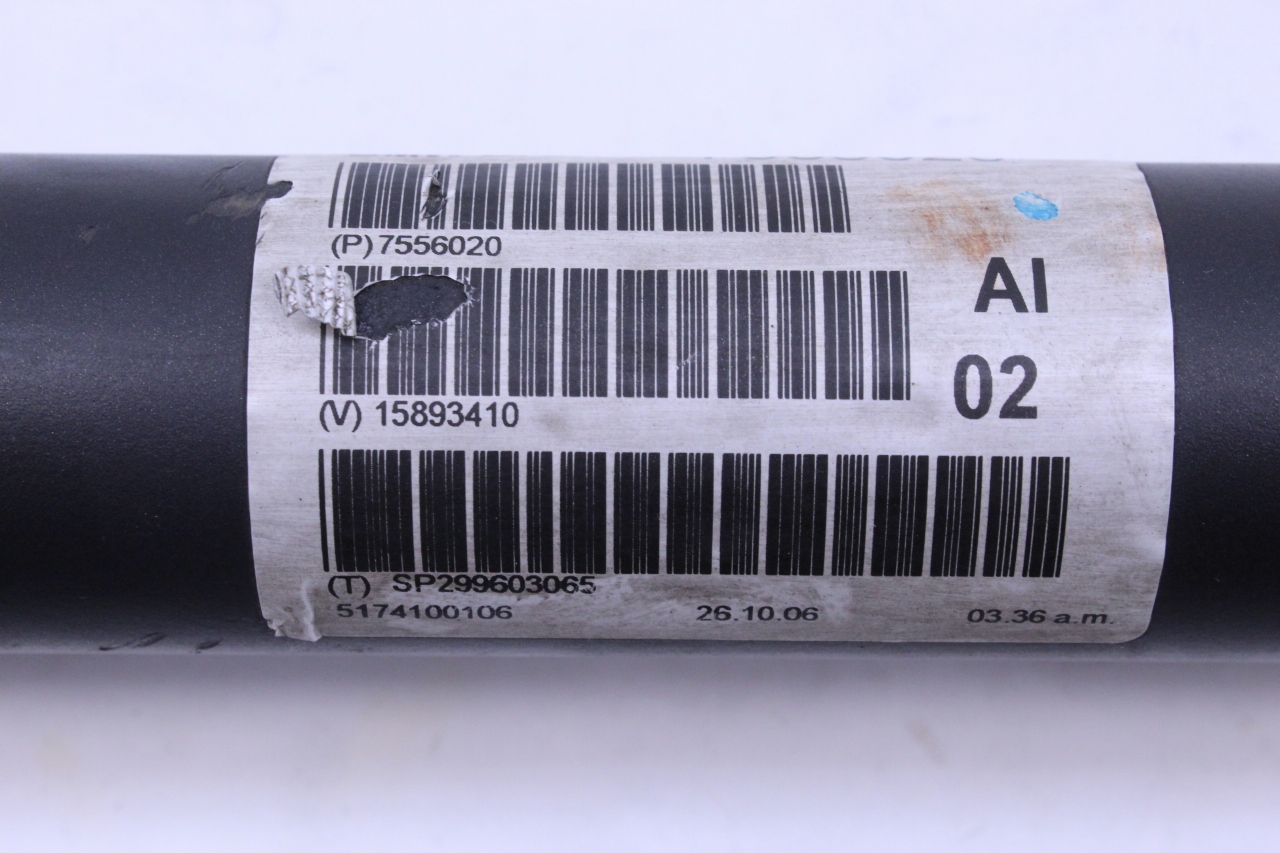 (P) 7556020
AI
(V) 15893410
02
(T) SP299603065
5174100106 26.10.06 03.36 a.m.